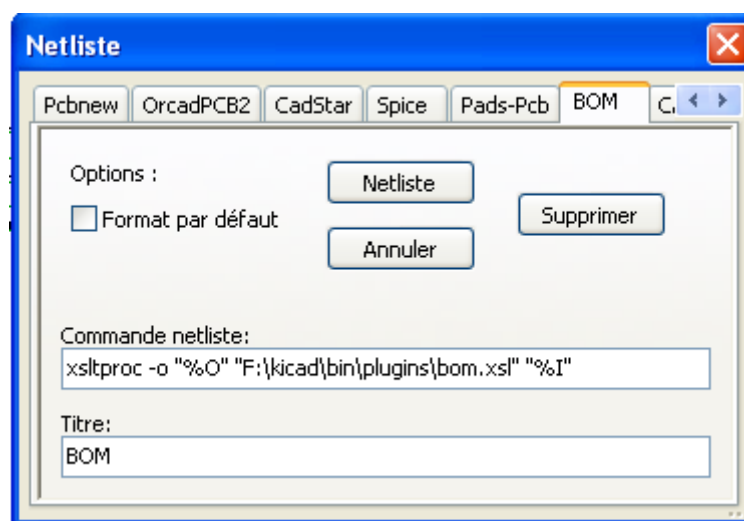 Netliste
Pcbnew OrcadPCB2 CadStar Spice Pads-Pcb BOM
Options :
Netliste
Format par défaut
Supprimer
Annuler
Commande netliste:
xsltproc -o "%O" "F:\kicad\bin\plugins\bom.xsl" "%I"
Titre:
BOM